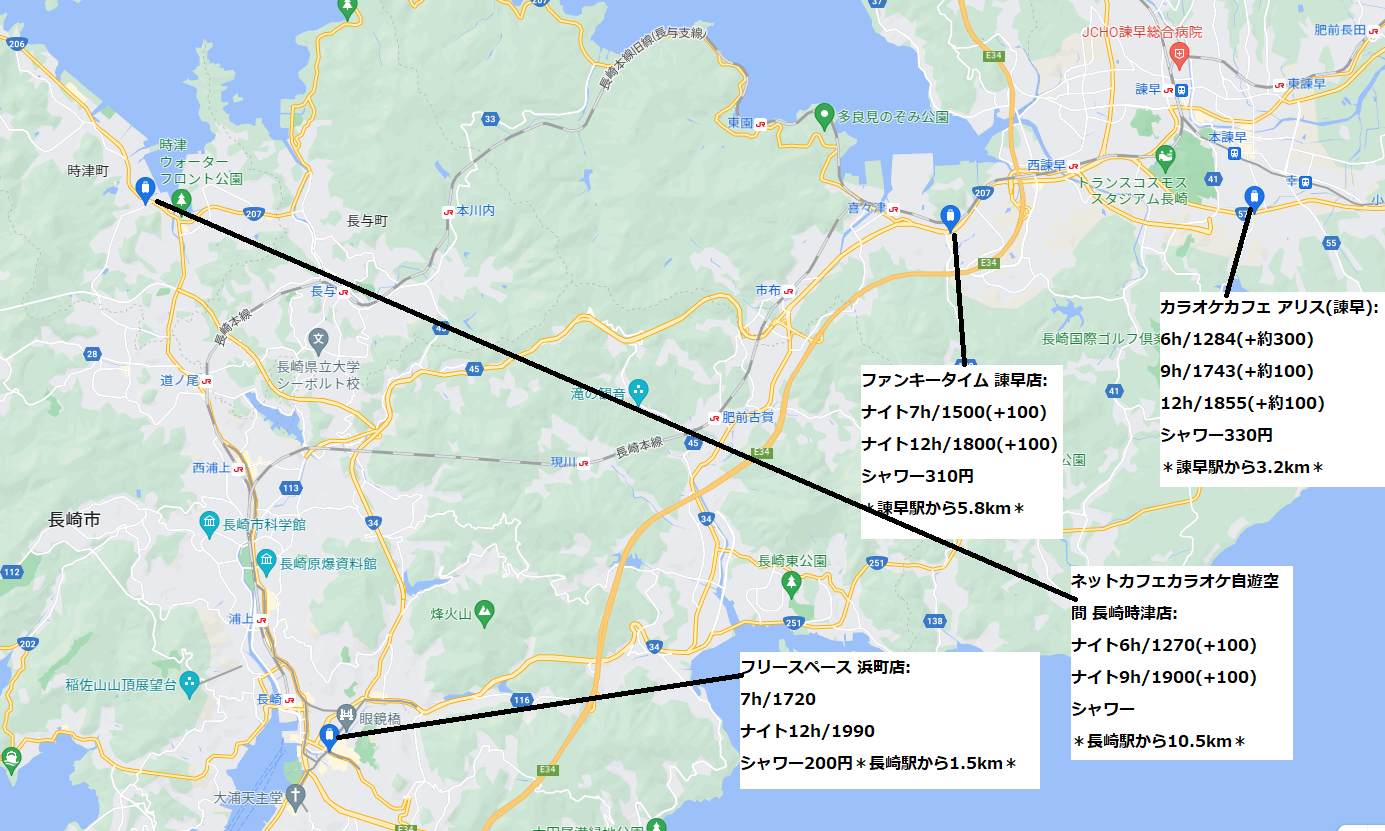 206
37
長崎本線旧線(長与支線)
E34
JCHO諫早総合病院
肥前長田
諫早
東諫早
33
東園
多良見のぞみ公園
本諫早
時津
ウォーター
フロント公園
時津町
西諫早
トランスコスモス
スタジアム長崎
41
幸
小
207
207
本川内
長与町
喜々津
57
55
E34
長与
市布
長崎本線
カラオケカフェ アリス(諫早):
6h/1284(+約300)
9h/1743(+約100)
12h/1855(+約100)
シャワー330円
＊諫早駅から3.2km＊
長崎国際ゴルフ倶
28
長崎県立大学
シーボルト校
道ノ尾
45
滝の観音
41
ファンキータイム 諫早店:
ナイト7h/1500(+100)
ナイト12h/1800(+100)
シャワー310円
＊諫早駅から5.8km＊
肥前古賀
45
長崎本線
E34
公園
現川
西浦上
113
長崎市
長崎市科学館
34
34
長崎原爆資料館
112
長崎東公園
251
ネットカフェカラオケ自遊空
間 長崎時津店:
ナイト6h/1270(+100)
ナイト9h/1900(+100)
シャワー
＊長崎駅から10.5km＊
烽火山
浦上
251
138
202
34
フリースペース 浜町店:
7h/1720
ナイト12h/1990
シャワー200円＊長崎駅から1.5km＊
稲佐山山頂展望台
長崎
116
眼鏡橋
E34
大浦天主堂
E34